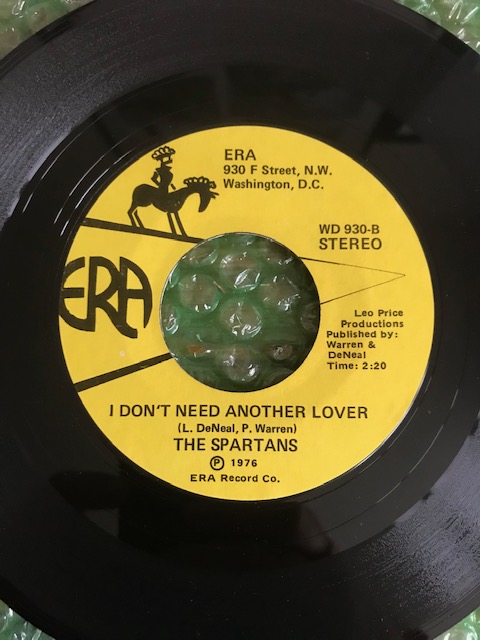 ERA
930 F Street, N.W.
Washington, D.C.
WD 930-B
STEREO
ERA
Leo Price
Productions
Published by:
Warren &
DeNeal
Time: 2:20
I DON'T NEED ANOTHER LOVER
(L. DeNeal, P. Warren)
THE SPARTANS
℗ 1976
ERA Record Co.